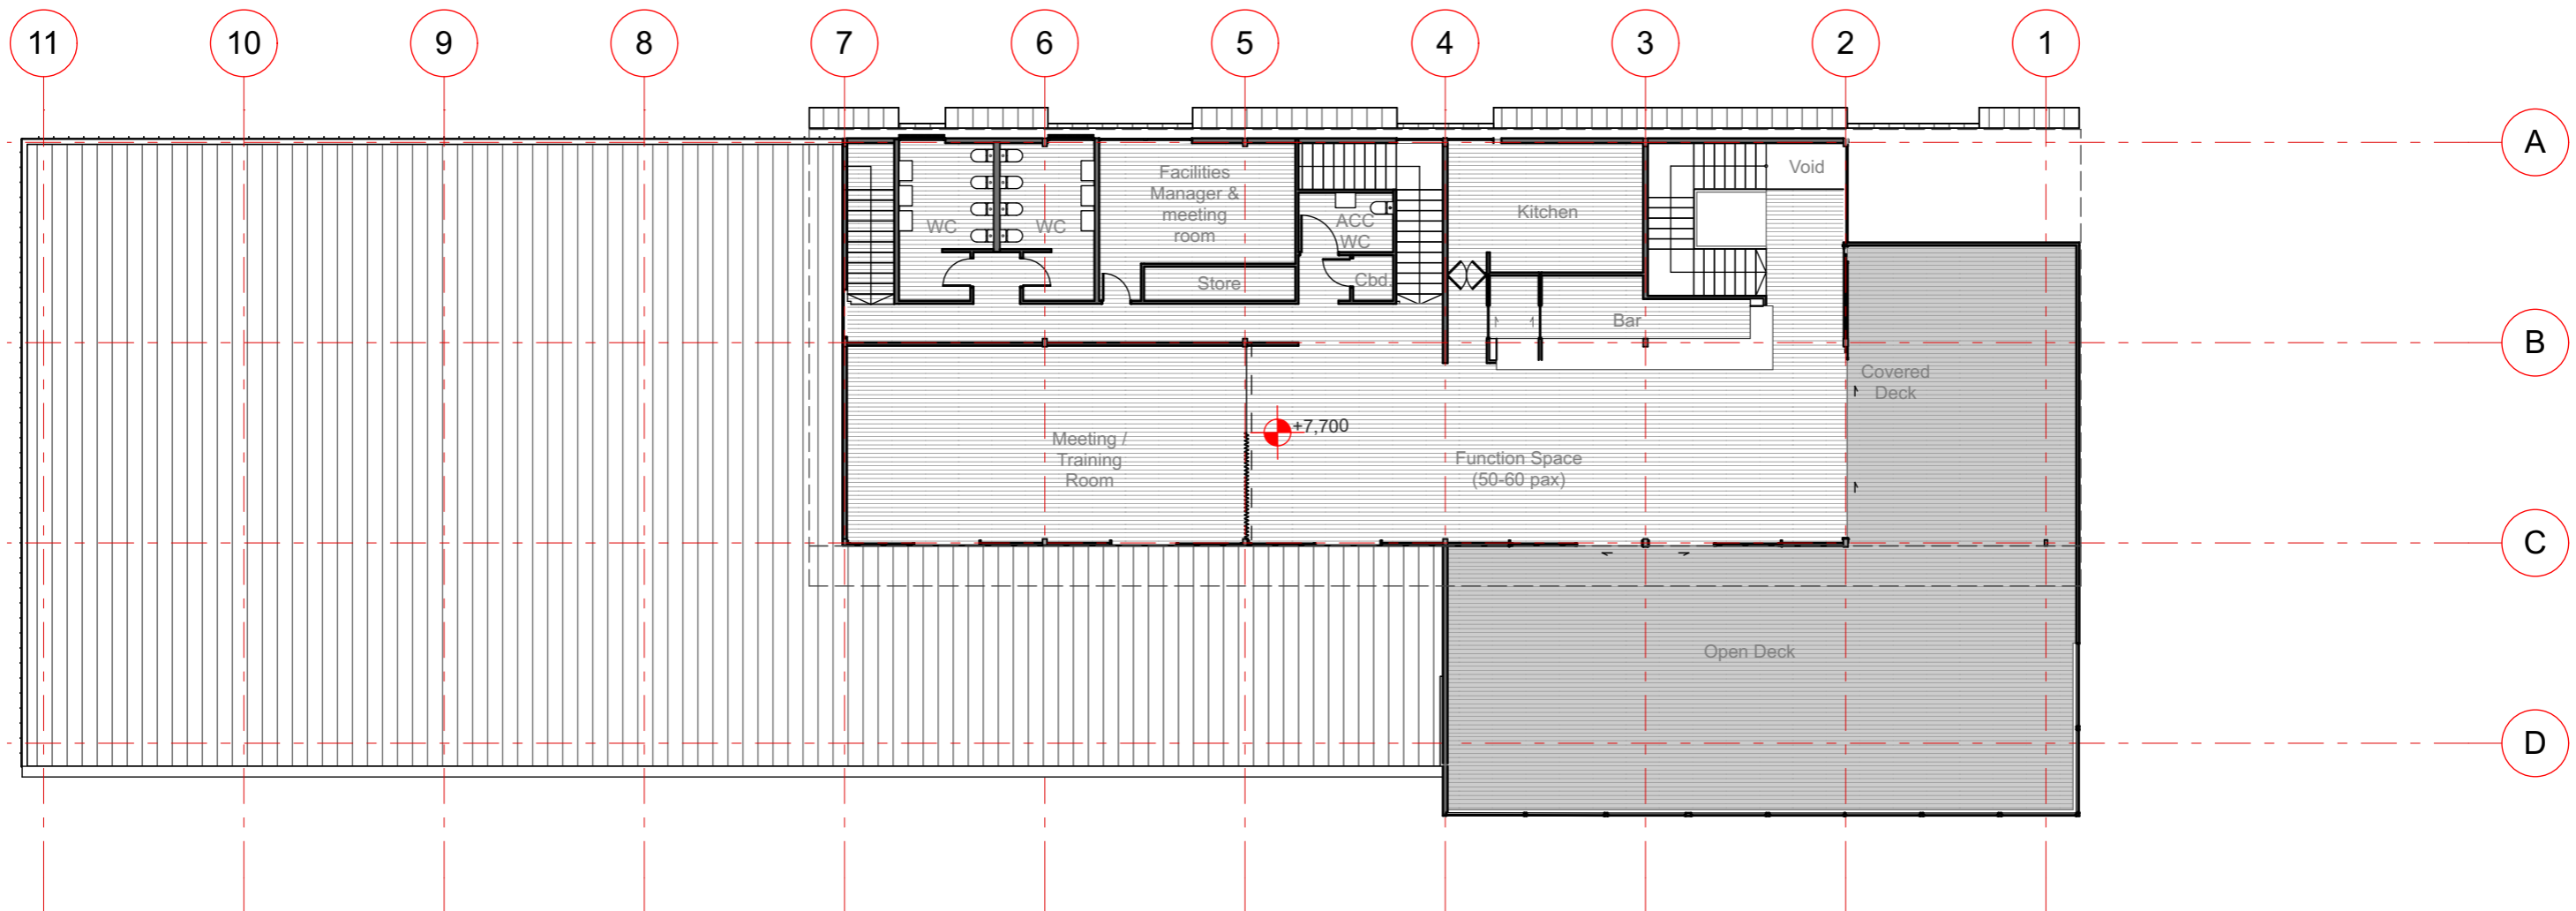 11 10 9 8 7 6 5 4 3 2 1
A
Void
Facilities
Manager &
meeting
room
Kitchen
ACC
WC
WC
WC
Store
Cbd.
Bar
B
Covered
Deck
+7,700
Meeting /
Training
Room
Function Space
(50-60 pax)
C
Open Deck
D